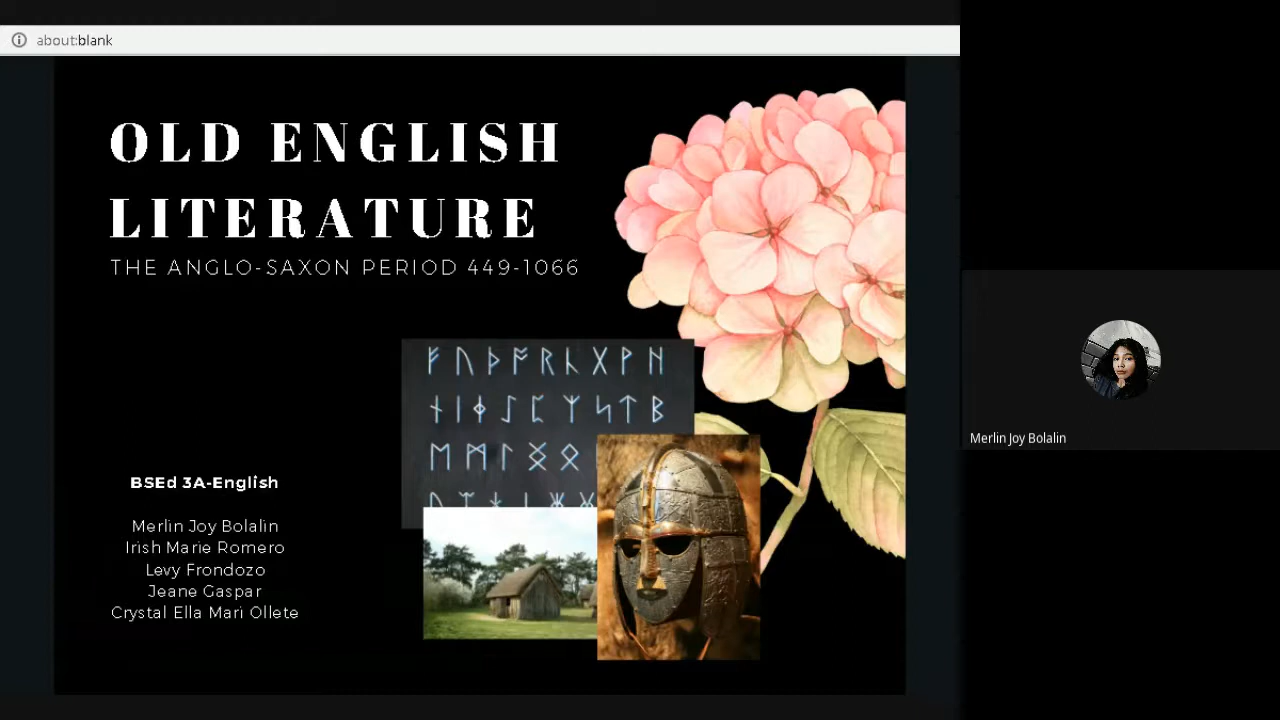 about:blank
OLD ENGLISH
LITERATURE
THE ANGLO-SAXON PERIOD 449-1066
ᚠ ᚢ ᚦ ᚩ ᚱ ᚳ ᚷ ᚹ ᚻ
ᚾ ᛁ ᛄ ᛇ ᛈ ᛉ ᛋ ᛏ ᛒ
ᛖ ᛗ ᛚ ᛝ ᛟ
BSEd 3A-English
Merlin Joy Bolalin
Irish Marie Romero
Levy Frondozo
Jeane Gaspar
Crystal Ella Mari Ollete
Merlin Joy Bolalin